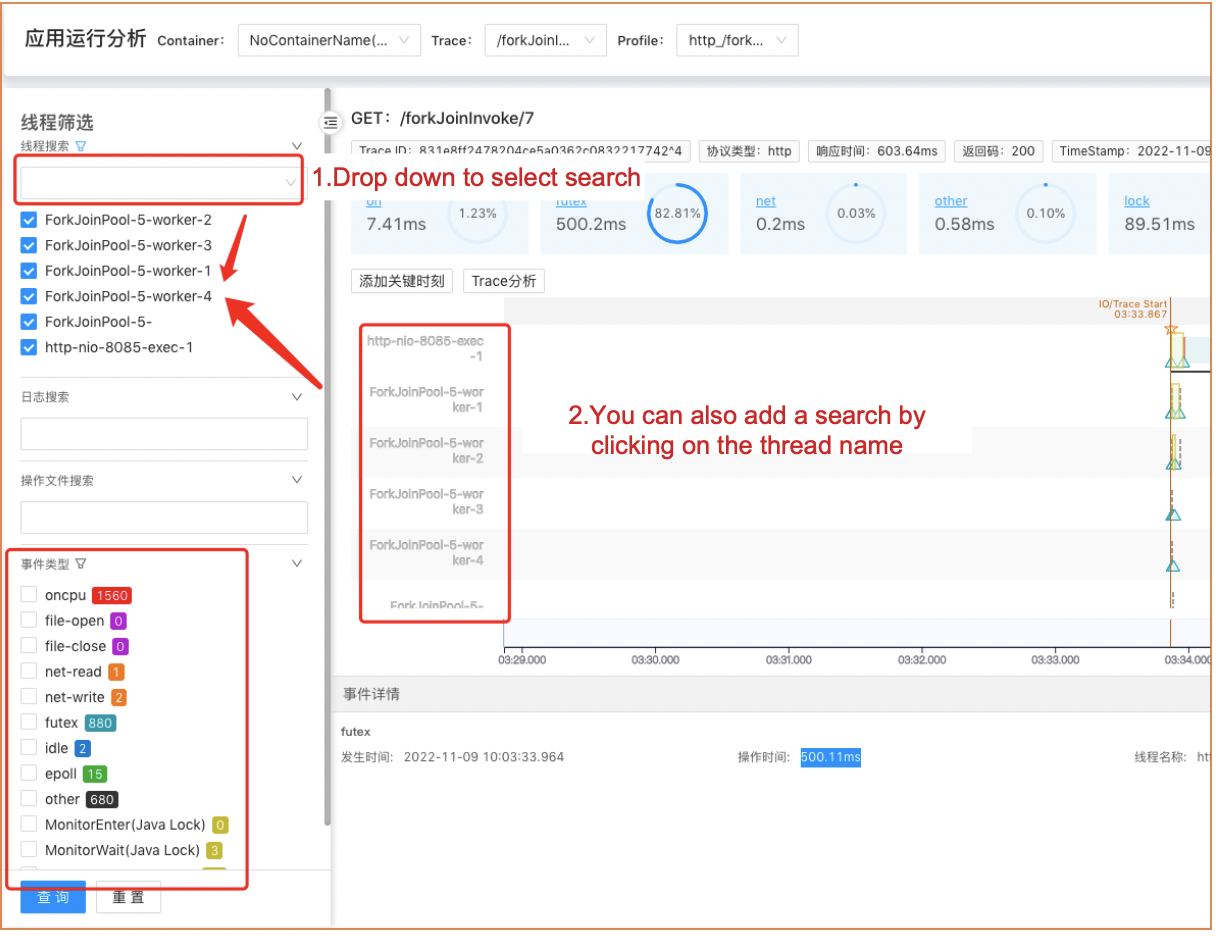 应用运行分析 Container: NoContainerName(... Trace: /forkJoinI... Profile: http_/fork...
线程筛选
线程搜索
GET: /forkJoinInvoke/7
Trace ID: 831e8ff2478204ce5a0362c0832217742^4 协议类型: http 响应时间: 603.64ms 返回码: 200 TimeStamp: 2022-11-09
1.Drop down to select search
on 7.41ms 1.23%
futex 500.2ms 82.81%
net 0.2ms 0.03%
other 0.58ms 0.10%
lock 89.51ms
ForkJoinPool-5-worker-2
ForkJoinPool-5-worker-3
ForkJoinPool-5-worker-1
ForkJoinPool-5-worker-4
ForkJoinPool-5-
http-nio-8085-exec-1
日志搜索
操作文件搜索
事件类型
oncpu 1560
file-open 0
file-close 0
net-read 1
net-write 2
futex 880
idle 2
epoll 15
other 680
MonitorEnter(Java Lock) 0
MonitorWait(Java Lock) 3
查 询 重 置
添加关键时刻 Trace分析
IO/Trace Start
03:33.867
http-nio-8085-exec
-1
ForkJoinPool-5-wor
ker-1
ForkJoinPool-5-wor
ker-2
ForkJoinPool-5-wor
ker-3
ForkJoinPool-5-wor
ker-4
ForkJoinPool-5-
2.You can also add a search by
clicking on the thread name
03:29.000 03:30.000 03:31.000 03:32.000 03:33.000 03:34.000
事件详情
futex
发生时间: 2022-11-09 10:03:33.964 操作时间: 500.11ms 线程名称: htt